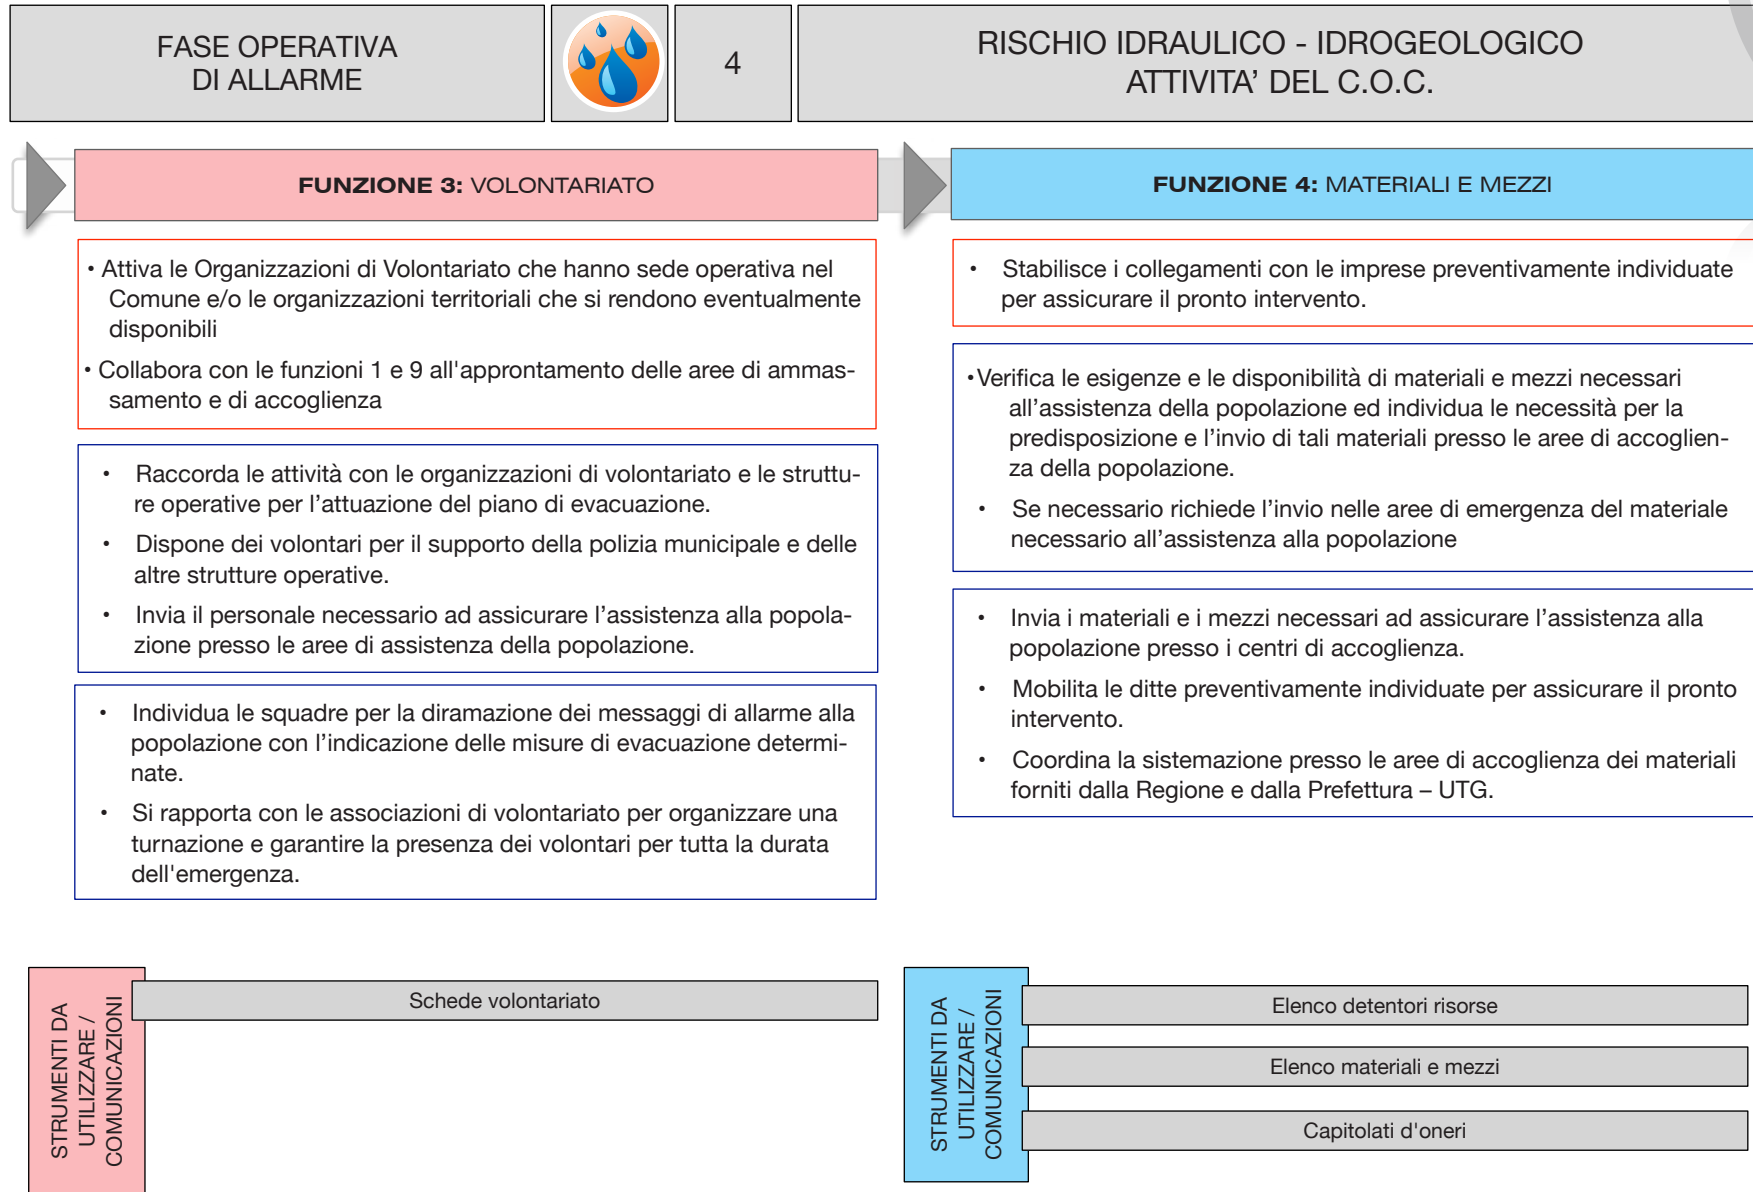 FASE OPERATIVA
DI ALLARME
4
RISCHIO IDRAULICO - IDROGEOLOGICO
ATTIVITA’ DEL C.O.C.
FUNZIONE 3: VOLONTARIATO
• Attiva le Organizzazioni di Volontariato che hanno sede operativa nel
Comune e/o le organizzazioni territoriali che si rendono eventualmente
disponibili
• Collabora con le funzioni 1 e 9 all'approntamento delle aree di ammas-
samento e di accoglienza
• Raccorda le attività con le organizzazioni di volontariato e le struttu-
re operative per l’attuazione del piano di evacuazione.
• Dispone dei volontari per il supporto della polizia municipale e delle
altre strutture operative.
• Invia il personale necessario ad assicurare l’assistenza alla popola-
zione presso le aree di assistenza della popolazione.
• Individua le squadre per la diramazione dei messaggi di allarme alla
popolazione con l’indicazione delle misure di evacuazione determi-
nate.
• Si rapporta con le associazioni di volontariato per organizzare una
turnazione e garantire la presenza dei volontari per tutta la durata
dell'emergenza.
STRUMENTI DA
UTILIZZARE /
COMUNICAZIONI
Schede volontariato
FUNZIONE 4: MATERIALI E MEZZI
• Stabilisce i collegamenti con le imprese preventivamente individuate
per assicurare il pronto intervento.
•Verifica le esigenze e le disponibilità di materiali e mezzi necessari
all’assistenza della popolazione ed individua le necessità per la
predisposizione e l’invio di tali materiali presso le aree di accoglien-
za della popolazione.
• Se necessario richiede l’invio nelle aree di emergenza del materiale
necessario all’assistenza alla popolazione
• Invia i materiali e i mezzi necessari ad assicurare l’assistenza alla
popolazione presso i centri di accoglienza.
• Mobilita le ditte preventivamente individuate per assicurare il pronto
intervento.
• Coordina la sistemazione presso le aree di accoglienza dei materiali
forniti dalla Regione e dalla Prefettura – UTG.
STRUMENTI DA
UTILIZZARE /
COMUNICAZIONI
Elenco detentori risorse
Elenco materiali e mezzi
Capitolati d'oneri